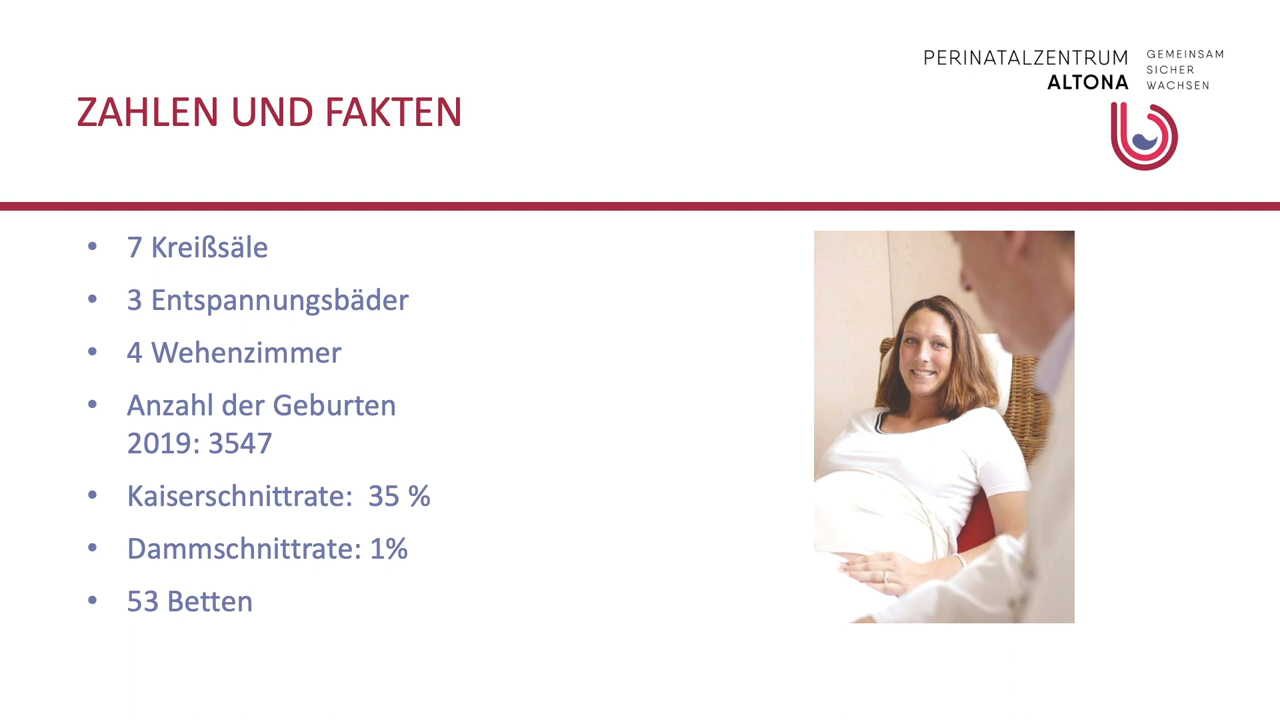 PERINATALZENTRUM
ALTONA
GEMEINSAM
SICHER
WACHSEN
ZAHLEN UND FAKTEN
• 7 Kreißsäle
• 3 Entspannungsbäder
• 4 Wehenzimmer
• Anzahl der Geburten
2019: 3547
• Kaiserschnittrate:  35 %
• Dammschnittrate: 1%
• 53 Betten